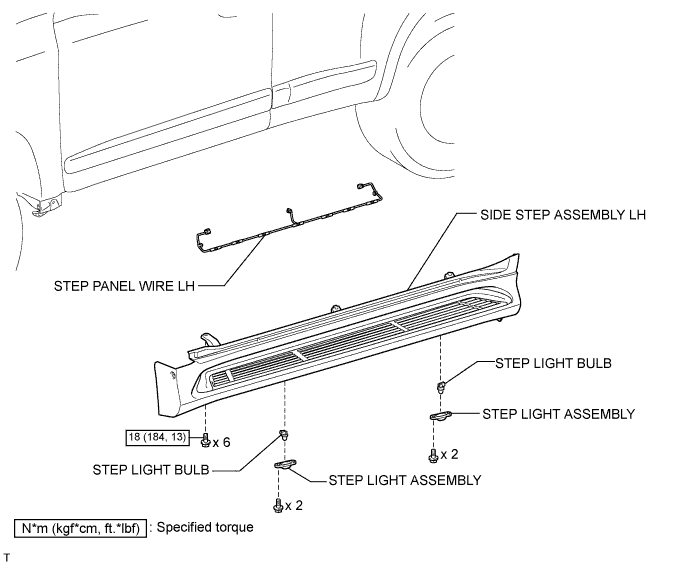 SIDE STEP ASSEMBLY LH
STEP PANEL WIRE LH
STEP LIGHT BULB
STEP LIGHT ASSEMBLY
18 (184, 13)
x 6
x 2
STEP LIGHT BULB
STEP LIGHT ASSEMBLY
x 2
N*m (kgf*cm, ft.*lbf) : Specified torque
T